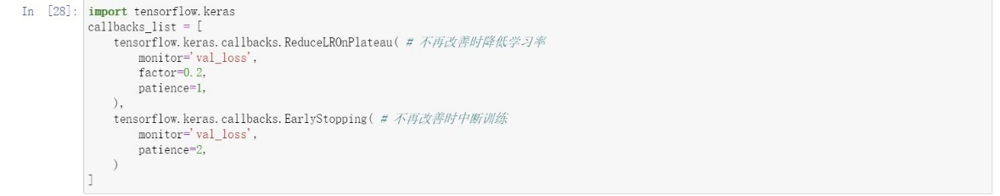 In [28]: import tensorflow.keras
callbacks_list = [
    tensorflow.keras.callbacks.ReduceLROnPlateau( # 不再改善时降低学习率
        monitor='val_loss',
        factor=0.2,
        patience=1,
    ),
    tensorflow.keras.callbacks.EarlyStopping( # 不再改善时中断训练
        monitor='val_loss',
        patience=2,
    )
]